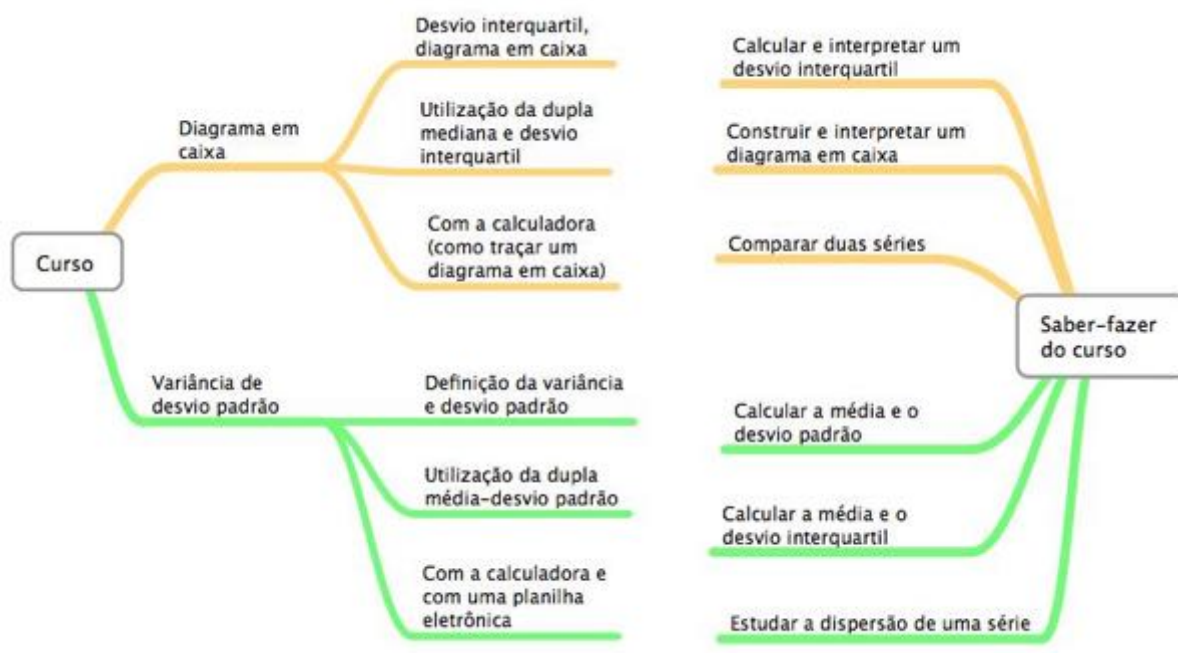 Curso
Diagrama em
caixa
Desvio interquartil,
diagrama em caixa
Utilização da dupla
mediana e desvio
interquartil
Com a calculadora
(como traçar um
diagrama em caixa)
Variância de
desvio padrão
Definição da variância
e desvio padrão
Utilização da dupla
média-desvio padrão
Com a calculadora e
com uma planilha
eletrônica
Calcular e interpretar um
desvio interquartil
Construir e interpretar um
diagrama em caixa
Comparar duas séries
Saber-fazer
do curso
Calcular a média e o
desvio padrão
Calcular a média e o
desvio interquartil
Estudar a dispersão de uma série